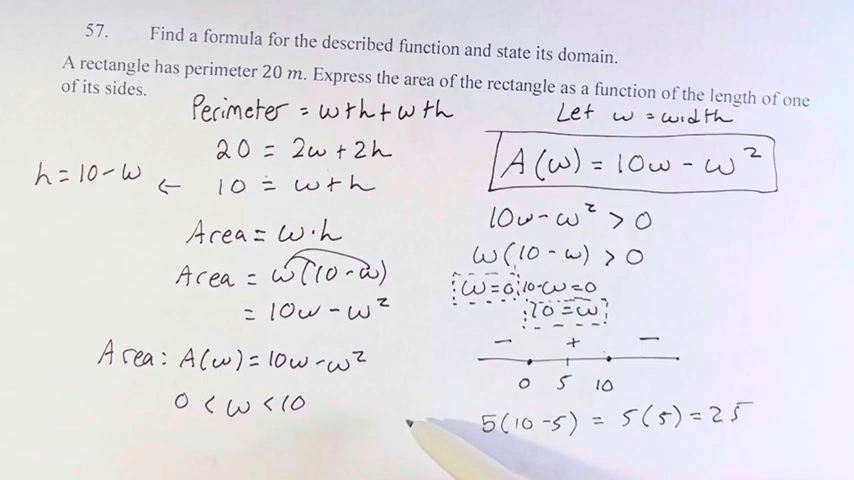 57. Find a formula for the described function and state its domain.
A rectangle has perimeter 20 m. Express the area of the rectangle as a function of the length of one
of its sides.
Perimeter = w+h+w+h
20 = 2w+2h
h = 10-w ← 10 = w+h
Area = w·h
Area = w(10-w)
= 10w-w²
Area: A(w) = 10w-w²
0 < w < 10
Let w = width
A(w) = 10w - w²
10w-w² > 0
w(10-w) > 0
w=0 10-w=0
10=w
- + -
0 5 10
5(10-5) = 5(5) = 25